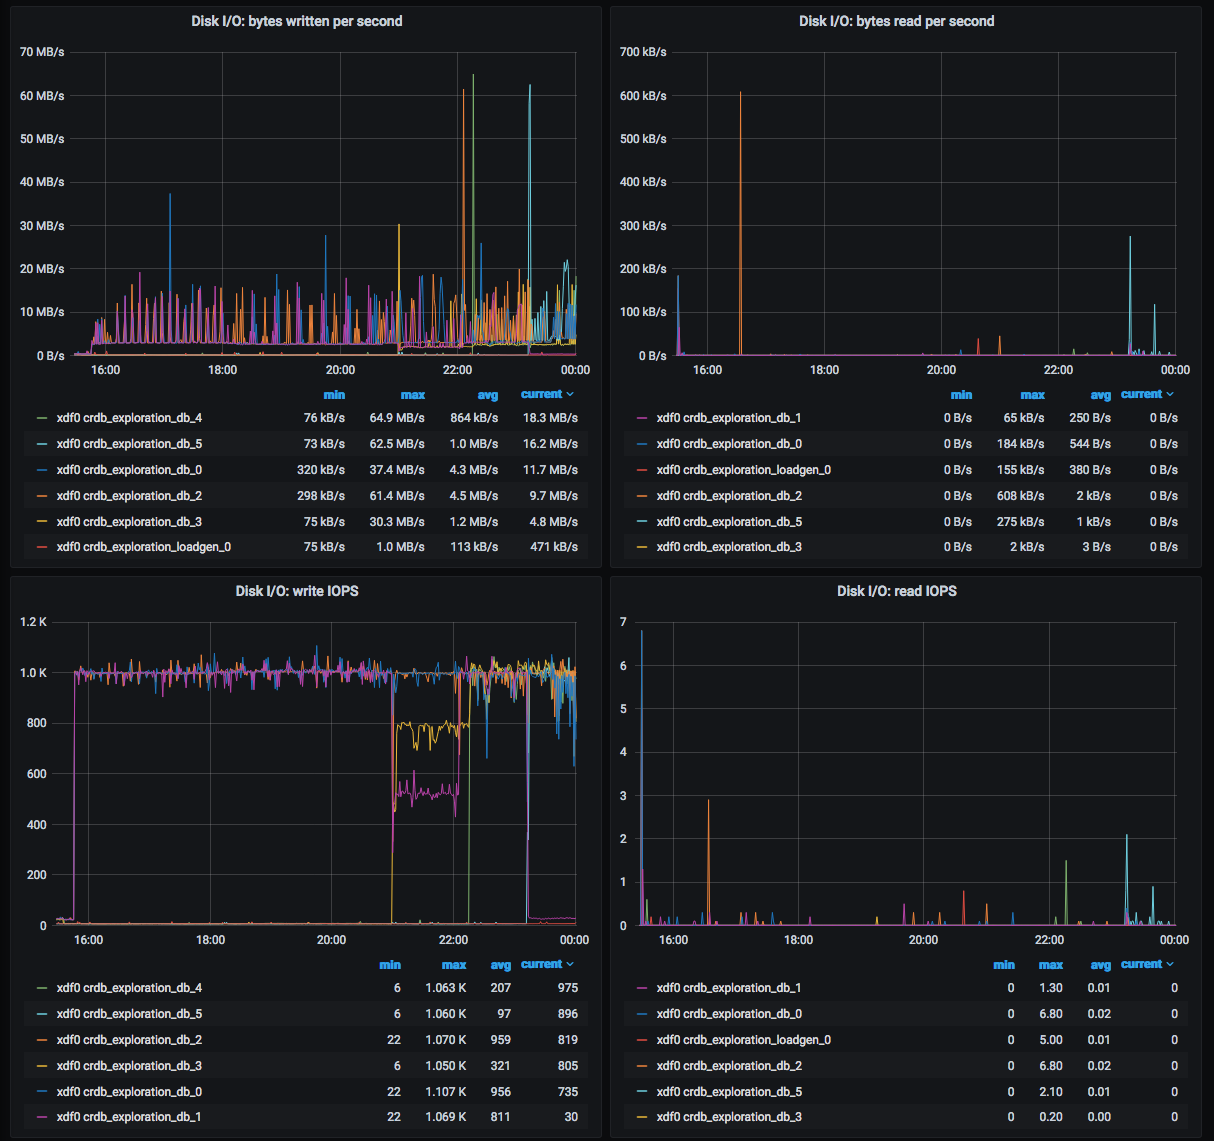 Disk I/O: bytes written per second
70 MB/s
60 MB/s
50 MB/s
40 MB/s
30 MB/s
20 MB/s
10 MB/s
0 B/s
16:00 18:00 20:00 22:00 00:00
min max avg current
xdf0 crdb_exploration_db_4 76 kB/s 64.9 MB/s 864 kB/s 18.3 MB/s
xdf0 crdb_exploration_db_5 73 kB/s 62.5 MB/s 1.0 MB/s 16.2 MB/s
xdf0 crdb_exploration_db_0 320 kB/s 37.4 MB/s 4.3 MB/s 11.7 MB/s
xdf0 crdb_exploration_db_2 298 kB/s 61.4 MB/s 4.5 MB/s 9.7 MB/s
xdf0 crdb_exploration_db_3 75 kB/s 30.3 MB/s 1.2 MB/s 4.8 MB/s
xdf0 crdb_exploration_loadgen_0 75 kB/s 1.0 MB/s 113 kB/s 471 kB/s
Disk I/O: bytes read per second
700 kB/s
600 kB/s
500 kB/s
400 kB/s
300 kB/s
200 kB/s
100 kB/s
0 B/s
16:00 18:00 20:00 22:00 00:00
min max avg current
xdf0 crdb_exploration_db_1 0 B/s 65 kB/s 250 B/s 0 B/s
xdf0 crdb_exploration_db_0 0 B/s 184 kB/s 544 B/s 0 B/s
xdf0 crdb_exploration_loadgen_0 0 B/s 155 kB/s 380 B/s 0 B/s
xdf0 crdb_exploration_db_2 0 B/s 608 kB/s 2 kB/s 0 B/s
xdf0 crdb_exploration_db_5 0 B/s 275 kB/s 1 kB/s 0 B/s
xdf0 crdb_exploration_db_3 0 B/s 2 kB/s 3 B/s 0 B/s
Disk I/O: write IOPS
1.2 K
1.0 K
800
600
400
200
0
16:00 18:00 20:00 22:00 00:00
min max avg current
xdf0 crdb_exploration_db_4 6 1.063 K 207 975
xdf0 crdb_exploration_db_5 6 1.060 K 97 896
xdf0 crdb_exploration_db_2 22 1.070 K 959 819
xdf0 crdb_exploration_db_3 6 1.050 K 321 805
xdf0 crdb_exploration_db_0 22 1.107 K 956 735
xdf0 crdb_exploration_db_1 22 1.069 K 811 30
Disk I/O: read IOPS
7
6
5
4
3
2
1
0
16:00 18:00 20:00 22:00 00:00
min max avg current
xdf0 crdb_exploration_db_1 0 1.30 0.01 0
xdf0 crdb_exploration_db_0 0 6.80 0.02 0
xdf0 crdb_exploration_loadgen_0 0 5.00 0.01 0
xdf0 crdb_exploration_db_2 0 6.80 0.02 0
xdf0 crdb_exploration_db_5 0 2.10 0.01 0
xdf0 crdb_exploration_db_3 0 0.20 0.00 0